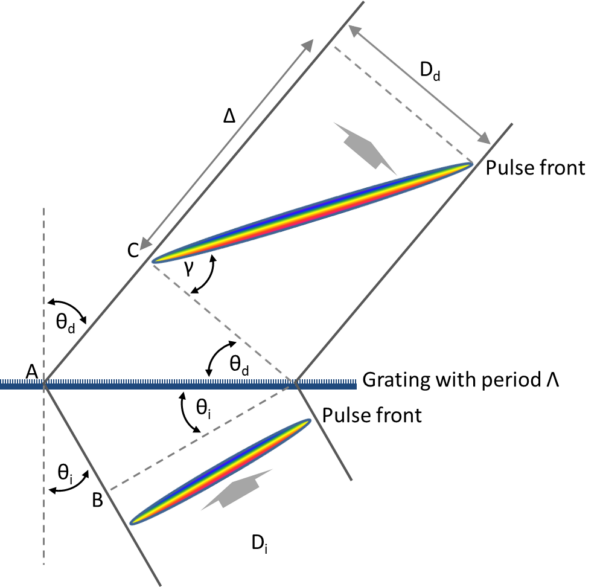 D_d
Δ
Pulse front
C
γ
θ_d
θ_d
A
Grating with period Λ
θ_i
Pulse front
θ_i
B
D_i